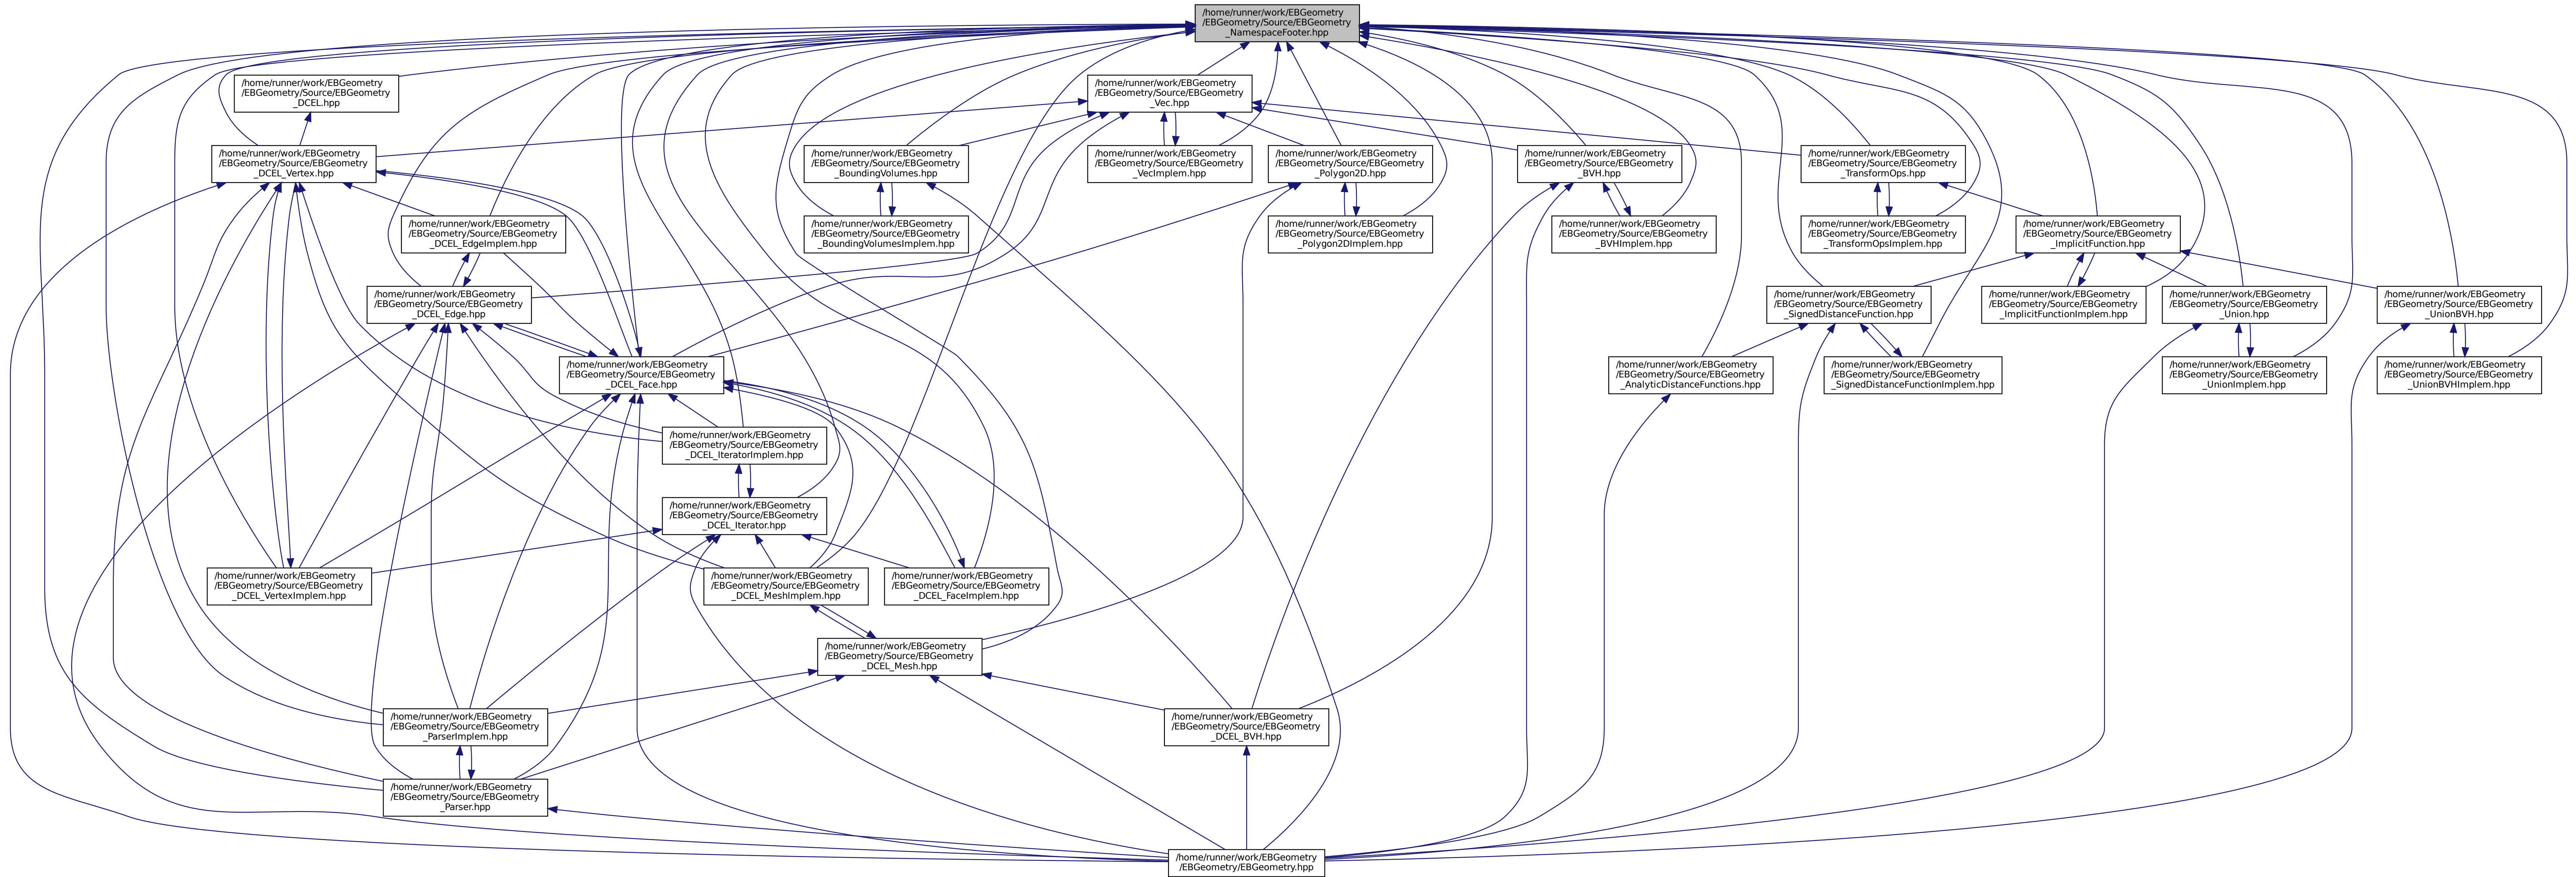 /home/runner/work/EBGeometry
/EBGeometry/Source/EBGeometry
_NamespaceFooter.hpp
/home/runner/work/EBGeometry
/EBGeometry/Source/EBGeometry
_DCEL.hpp
/home/runner/work/EBGeometry
/EBGeometry/Source/EBGeometry
_Vec.hpp
/home/runner/work/EBGeometry
/EBGeometry/Source/EBGeometry
_DCEL_Vertex.hpp
/home/runner/work/EBGeometry
/EBGeometry/Source/EBGeometry
_BoundingVolumes.hpp
/home/runner/work/EBGeometry
/EBGeometry/Source/EBGeometry
_VecImplem.hpp
/home/runner/work/EBGeometry
/EBGeometry/Source/EBGeometry
_Polygon2D.hpp
/home/runner/work/EBGeometry
/EBGeometry/Source/EBGeometry
_BVH.hpp
/home/runner/work/EBGeometry
/EBGeometry/Source/EBGeometry
_TransformOps.hpp
/home/runner/work/EBGeometry
/EBGeometry/Source/EBGeometry
_DCEL_EdgeImplem.hpp
/home/runner/work/EBGeometry
/EBGeometry/Source/EBGeometry
_BoundingVolumesImplem.hpp
/home/runner/work/EBGeometry
/EBGeometry/Source/EBGeometry
_Polygon2DImplem.hpp
/home/runner/work/EBGeometry
/EBGeometry/Source/EBGeometry
_BVHImplem.hpp
/home/runner/work/EBGeometry
/EBGeometry/Source/EBGeometry
_TransformOpsImplem.hpp
/home/runner/work/EBGeometry
/EBGeometry/Source/EBGeometry
_ImplicitFunction.hpp
/home/runner/work/EBGeometry
/EBGeometry/Source/EBGeometry
_DCEL_Edge.hpp
/home/runner/work/EBGeometry
/EBGeometry/Source/EBGeometry
_SignedDistanceFunction.hpp
/home/runner/work/EBGeometry
/EBGeometry/Source/EBGeometry
_ImplicitFunctionImplem.hpp
/home/runner/work/EBGeometry
/EBGeometry/Source/EBGeometry
_Union.hpp
/home/runner/work/EBGeometry
/EBGeometry/Source/EBGeometry
_UnionBVH.hpp
/home/runner/work/EBGeometry
/EBGeometry/Source/EBGeometry
_DCEL_Face.hpp
/home/runner/work/EBGeometry
/EBGeometry/Source/EBGeometry
_AnalyticDistanceFunctions.hpp
/home/runner/work/EBGeometry
/EBGeometry/Source/EBGeometry
_SignedDistanceFunctionImplem.hpp
/home/runner/work/EBGeometry
/EBGeometry/Source/EBGeometry
_UnionImplem.hpp
/home/runner/work/EBGeometry
/EBGeometry/Source/EBGeometry
_UnionBVHImplem.hpp
/home/runner/work/EBGeometry
/EBGeometry/Source/EBGeometry
_DCEL_IteratorImplem.hpp
/home/runner/work/EBGeometry
/EBGeometry/Source/EBGeometry
_DCEL_Iterator.hpp
/home/runner/work/EBGeometry
/EBGeometry/Source/EBGeometry
_DCEL_VertexImplem.hpp
/home/runner/work/EBGeometry
/EBGeometry/Source/EBGeometry
_DCEL_MeshImplem.hpp
/home/runner/work/EBGeometry
/EBGeometry/Source/EBGeometry
_DCEL_FaceImplem.hpp
/home/runner/work/EBGeometry
/EBGeometry/Source/EBGeometry
_DCEL_Mesh.hpp
/home/runner/work/EBGeometry
/EBGeometry/Source/EBGeometry
_ParserImplem.hpp
/home/runner/work/EBGeometry
/EBGeometry/Source/EBGeometry
_DCEL_BVH.hpp
/home/runner/work/EBGeometry
/EBGeometry/Source/EBGeometry
_Parser.hpp
/home/runner/work/EBGeometry
/EBGeometry/EBGeometry.hpp